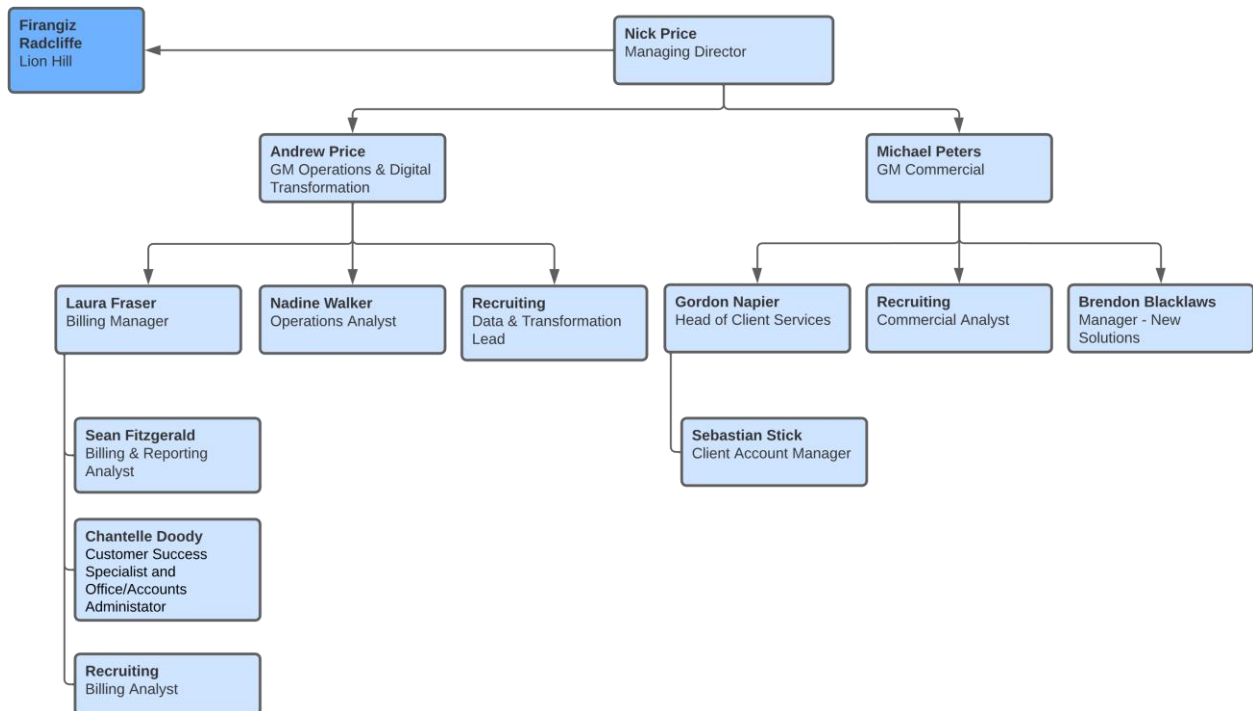 Firangiz
Radcliffe
Lion Hill
Nick Price
Managing Director
Andrew Price
GM Operations & Digital
Transformation
Michael Peters
GM Commercial
Laura Fraser
Billing Manager
Nadine Walker
Operations Analyst
Recruiting
Data & Transformation
Lead
Gordon Napier
Head of Client Services
Recruiting
Commercial Analyst
Brendon Blacklaws
Manager - New
Solutions
Sean Fitzgerald
Billing & Reporting
Analyst
Sebastian Stick
Client Account Manager
Chantelle Doody
Customer Success
Specialist and
Office/Accounts
Administator
Recruiting
Billing Analyst